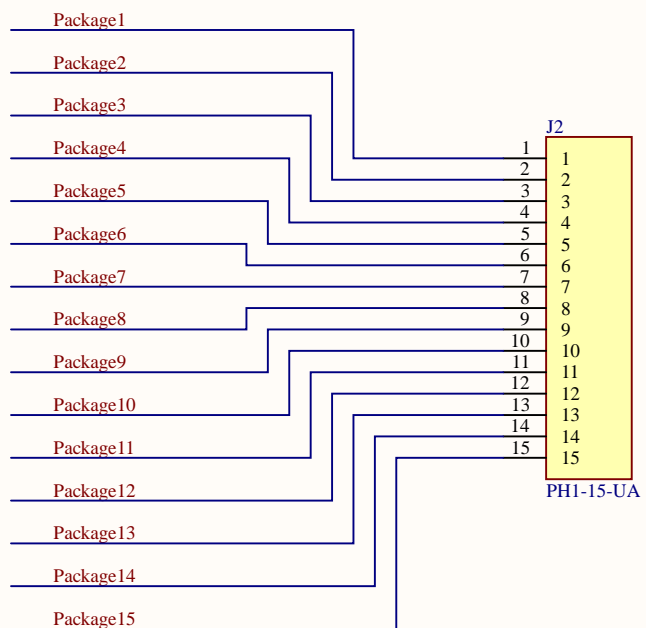 Package1
Package2
Package3
Package4
Package5
Package6
Package7
Package8
Package9
Package10
Package11
Package12
Package13
Package14
Package15
J2
1 1
2 2
3 3
4 4
5 5
6 6
7 7
8 8
9 9
10 10
11 11
12 12
13 13
14 14
15 15
PH1-15-UA